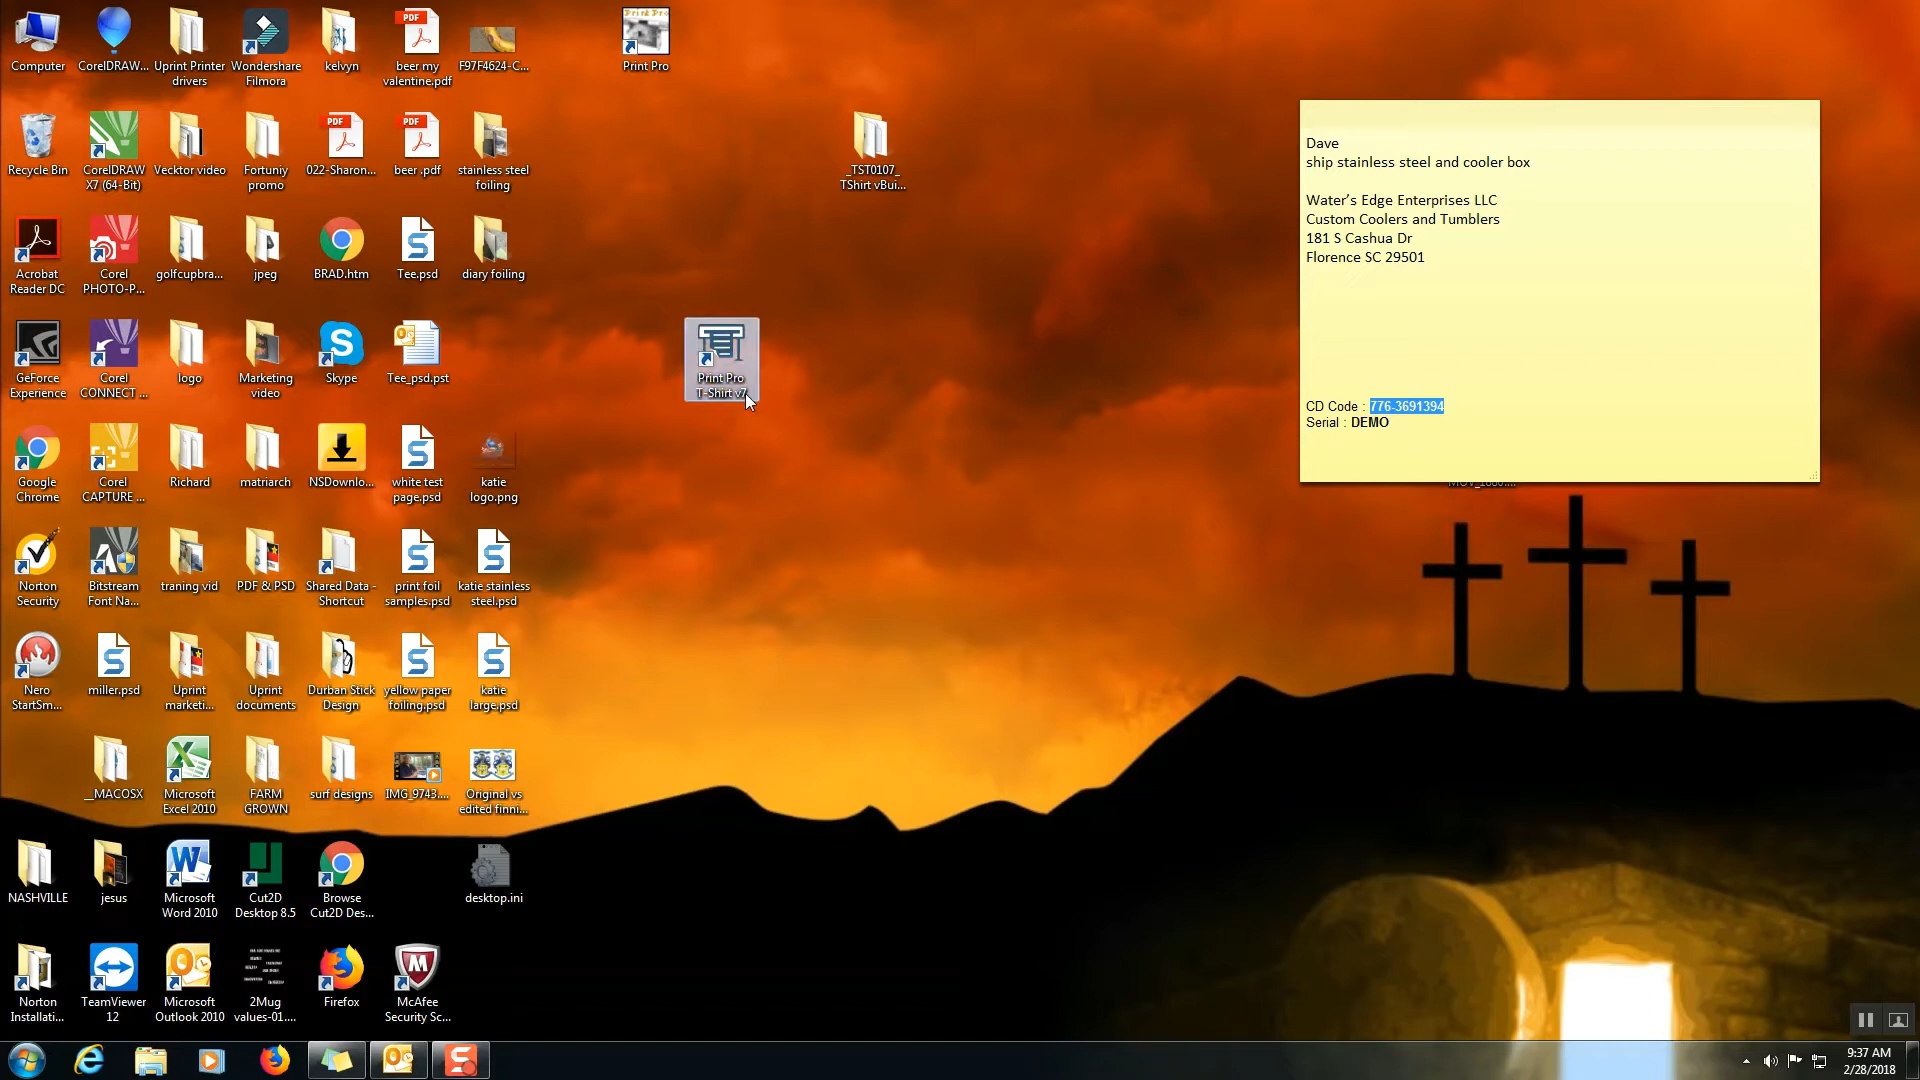 Computer
CorelDRAW...
Uprint Printer
drivers
Wondershare
Filmora
kelvyn
PDF
beer my
valentine.pdf
F97F4624-C...
Print Pro
Print Pro
Recycle Bin
CorelDRAW
X7 (64-Bit)
Vecktor video
Fortuniy
promo
PDF
022-Sharon...
PDF
beer .pdf
stainless steel
foiling
_TST0107_
TShirt vBui...
Acrobat
Reader DC
Corel
PHOTO-P...
golfcupbra...
jpeg
BRAD.htm
Tee.psd
diary foiling
GeForce
Experience
Corel
CONNECT ...
logo
Marketing
video
Skype
Tee_psd.pst
Print Pro
T-Shirt v7
Google
Chrome
Corel
CAPTURE ...
Richard
matriarch
NSDownlo...
white test
page.psd
katie
logo.png
Norton
Security
Bitstream
Font Na...
traning vid
PDF & PSD
Shared Data -
Shortcut
print foil
samples.psd
katie stainless
steel.psd
Nero
StartSm...
miller.psd
Uprint
marketi...
Uprint
documents
Durban Stick
Design
yellow paper
foiling.psd
katie
large.psd
__MACOSX
Microsoft
Excel 2010
FARM
GROWN
surf designs
IMG_9743....
Original vs
edited finni...
NASHVILLE
jesus
Microsoft
Word 2010
Cut2D
Desktop 8.5
Browse
Cut2D Des...
desktop.ini
Norton
Installati...
TeamViewer
12
Microsoft
Outlook 2010
2Mug
values-01....
Firefox
McAfee
Security Sc...
Dave
ship stainless steel and cooler box
Water's Edge Enterprises LLC
Custom Coolers and Tumblers
181 S Cashua Dr
Florence SC 29501
CD Code : 776-3691394
Serial : DEMO
9:37 AM
2/28/2018